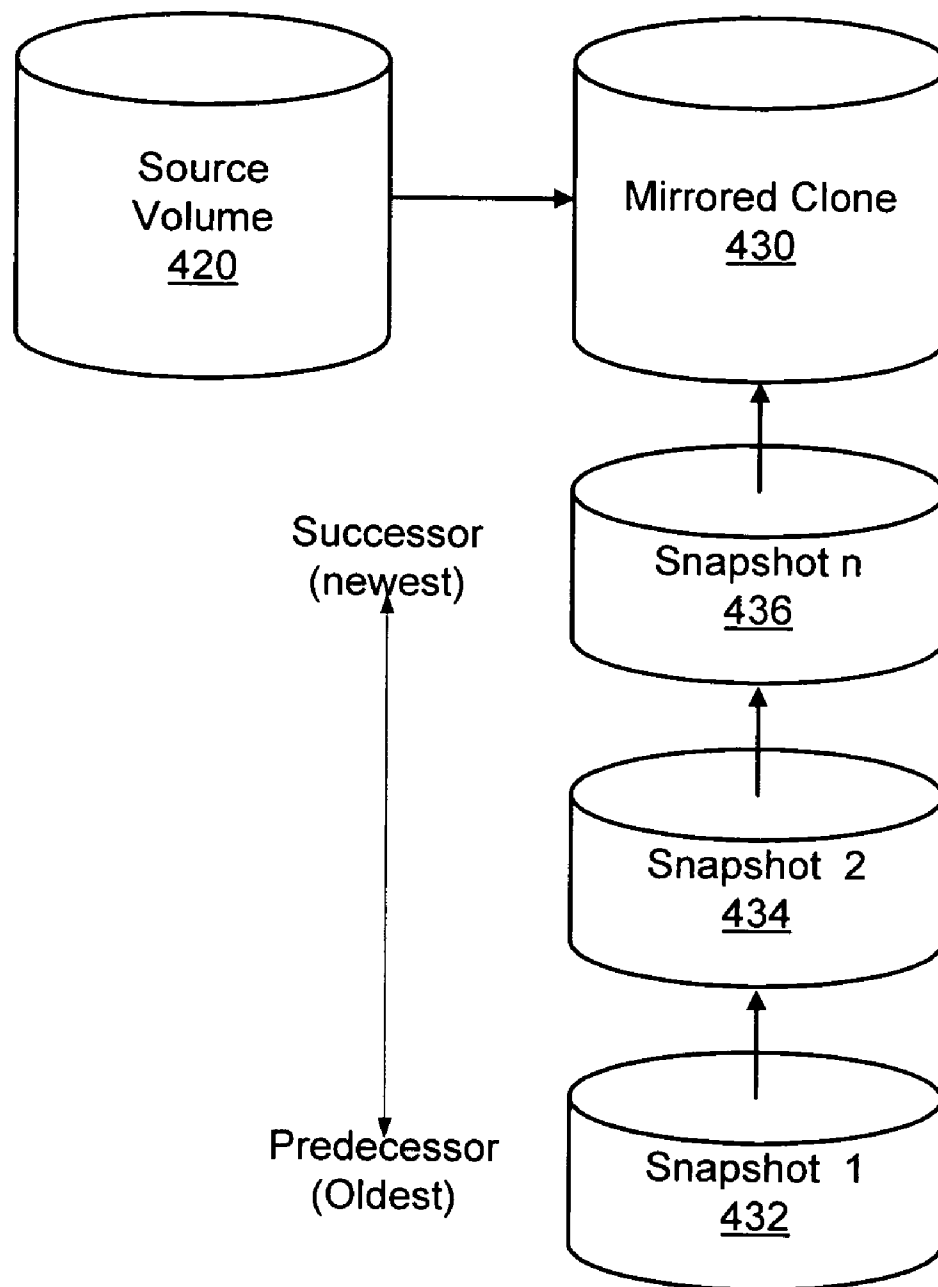 Source
Volume
420
Mirrored Clone
430
Successor
(newest)
Snapshot n
436
Snapshot 2
434
Predecessor
(Oldest)
Snapshot 1
432